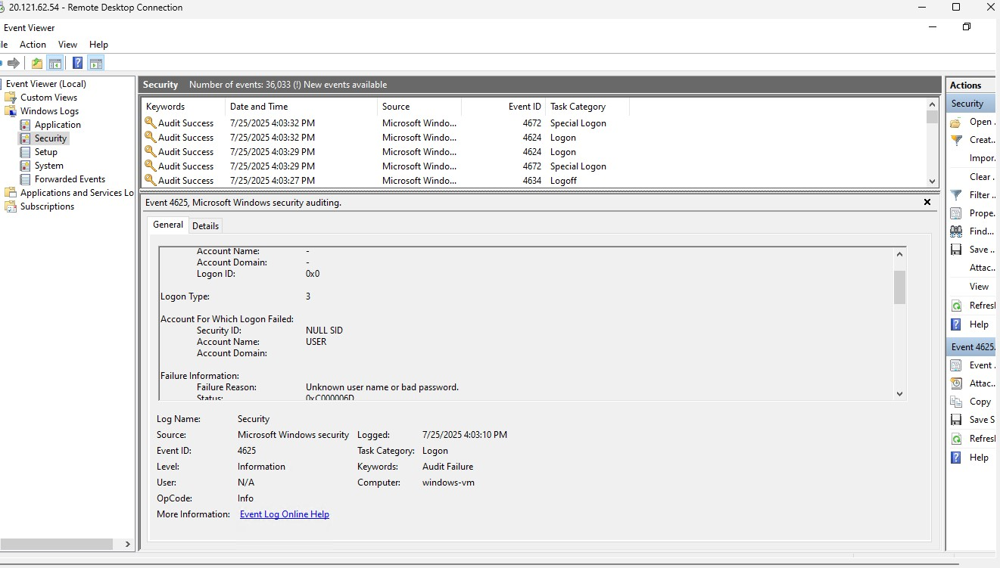 20.121.62.54 - Remote Desktop Connection
Event Viewer
ile Action View Help
Event Viewer (Local)
Custom Views
Windows Logs
Application
Security
Setup
System
Forwarded Events
Applications and Services Lo
Subscriptions
Security Number of events: 36,033 (!) New events available
Keywords Date and Time Source Event ID Task Category
Audit Success 7/25/2025 4:03:32 PM Microsoft Windo... 4672 Special Logon
Audit Success 7/25/2025 4:03:32 PM Microsoft Windo... 4624 Logon
Audit Success 7/25/2025 4:03:29 PM Microsoft Windo... 4624 Logon
Audit Success 7/25/2025 4:03:29 PM Microsoft Windo... 4672 Special Logon
Audit Success 7/25/2025 4:03:27 PM Microsoft Windo... 4634 Logoff
Event 4625, Microsoft Windows security auditing.
General Details
Account Name: -
Account Domain: -
Logon ID: 0x0
Logon Type: 3
Account For Which Logon Failed:
Security ID: NULL SID
Account Name: USER
Account Domain:
Failure Information:
Failure Reason: Unknown user name or bad password.
Status: 0xC000006D
Log Name: Security
Source: Microsoft Windows security Logged: 7/25/2025 4:03:10 PM
Event ID: 4625 Task Category: Logon
Level: Information Keywords: Audit Failure
User: N/A Computer: windows-vm
OpCode: Info
More Information: Event Log Online Help
Actions
Security
Open .
Creat..
Impor.
Clear .
Filter ..
Prope.
Find...
Save ..
Attac..
View
Refresl
Help
Event 4625.
Event .
Attac..
Copy
Save S
Refresl
Help